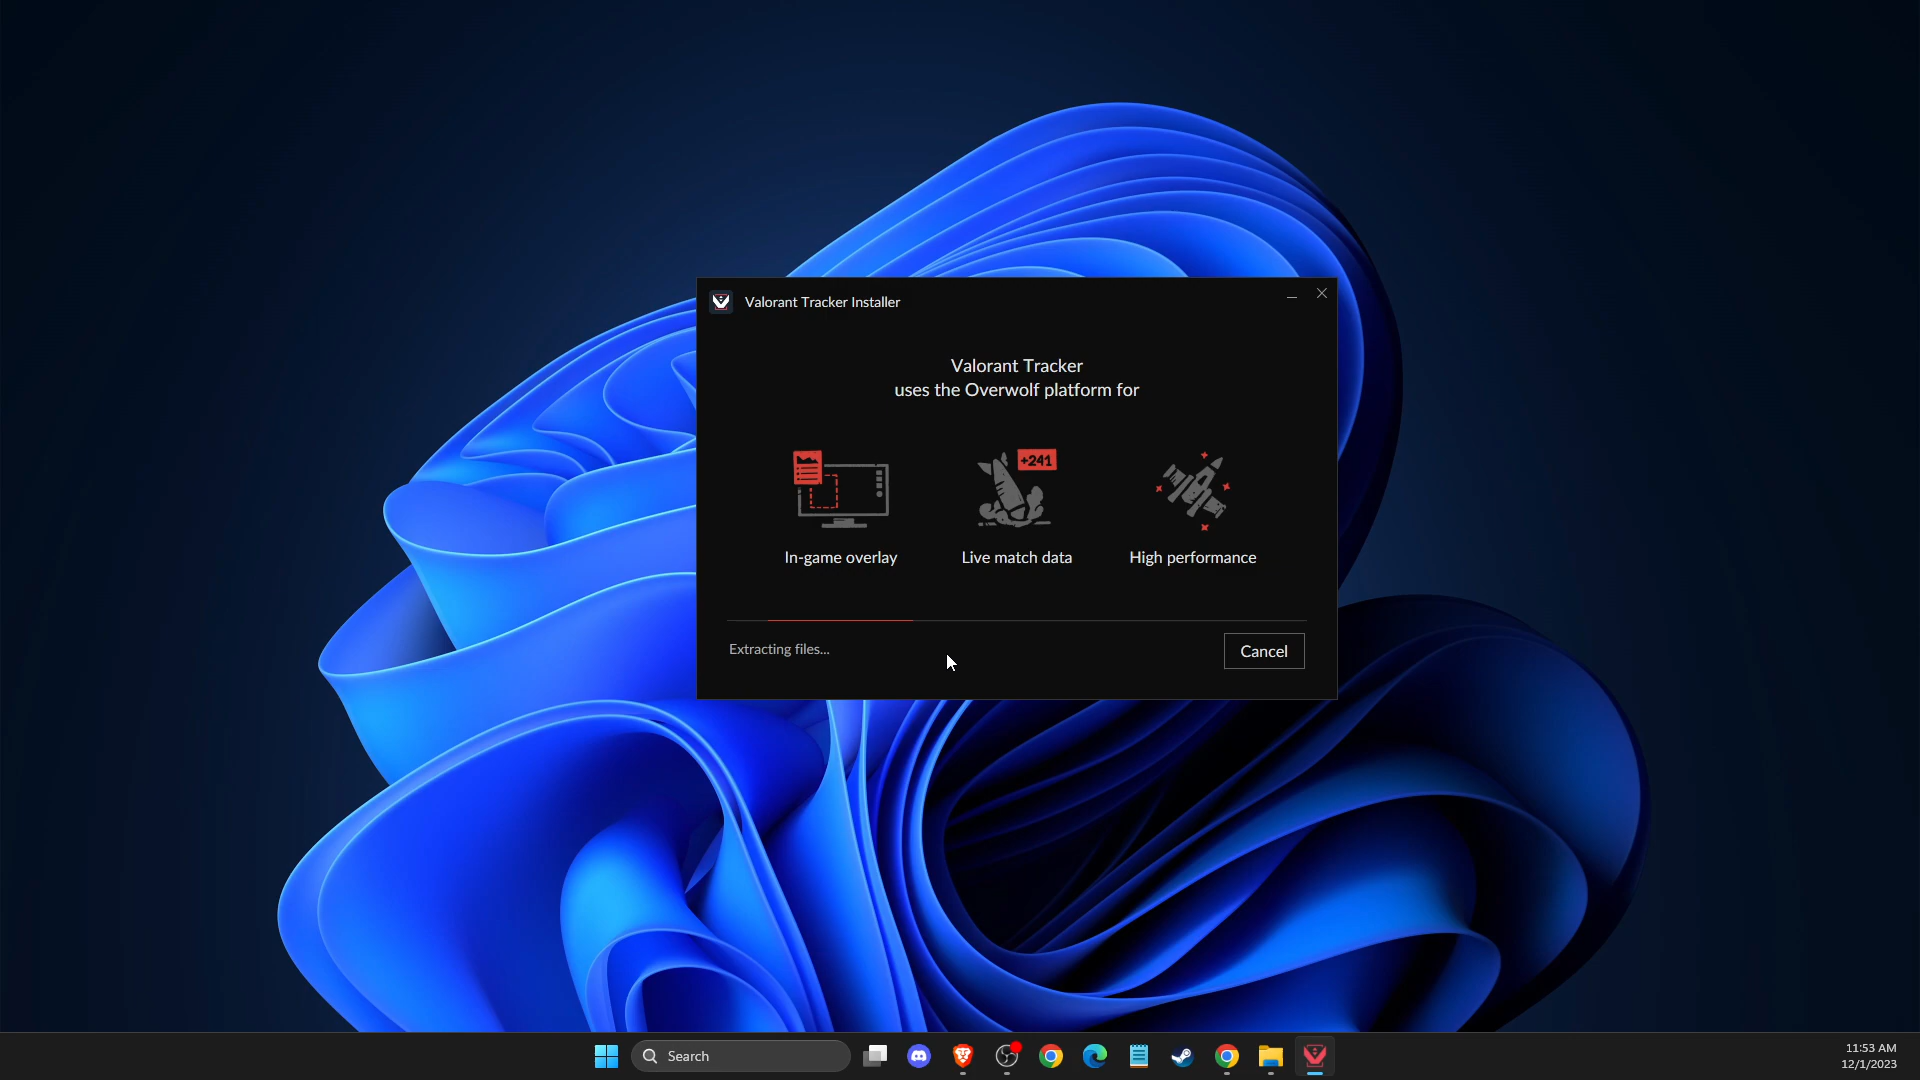 Valorant Tracker Installer
Valorant Tracker
uses the Overwolf platform for
+241
In-game overlay
Live match data
High performance
Extracting files...
Cancel
Search
11:53 AM
12/1/2023